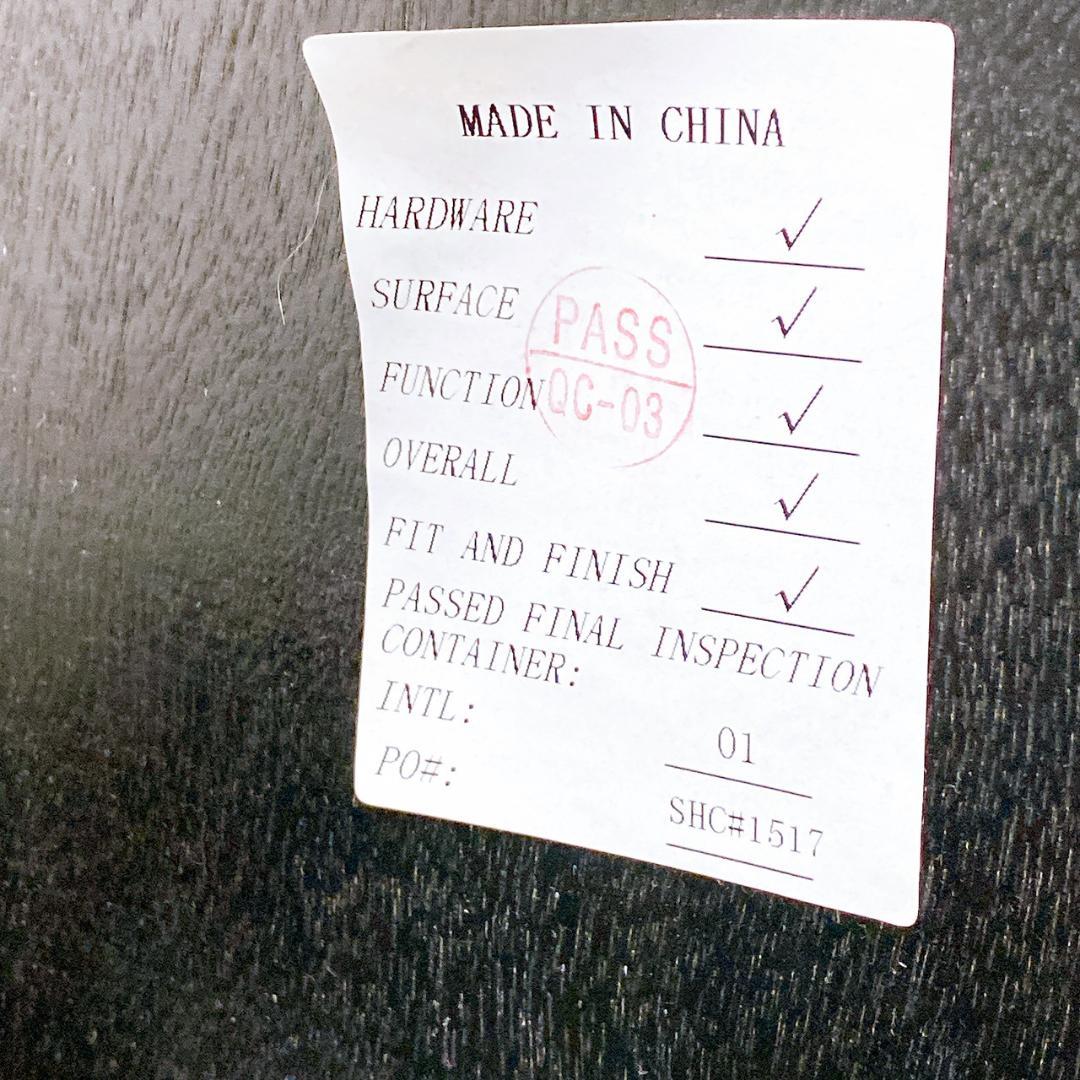 MADE IN CHINA
HARDWARE √
SURFACE √
PASS
QC-03
FUNCTION √
OVERALL √
FIT AND FINISH √
PASSED FINAL INSPECTION
CONTAINER:
INTL: 01
PO#: SHC#1517